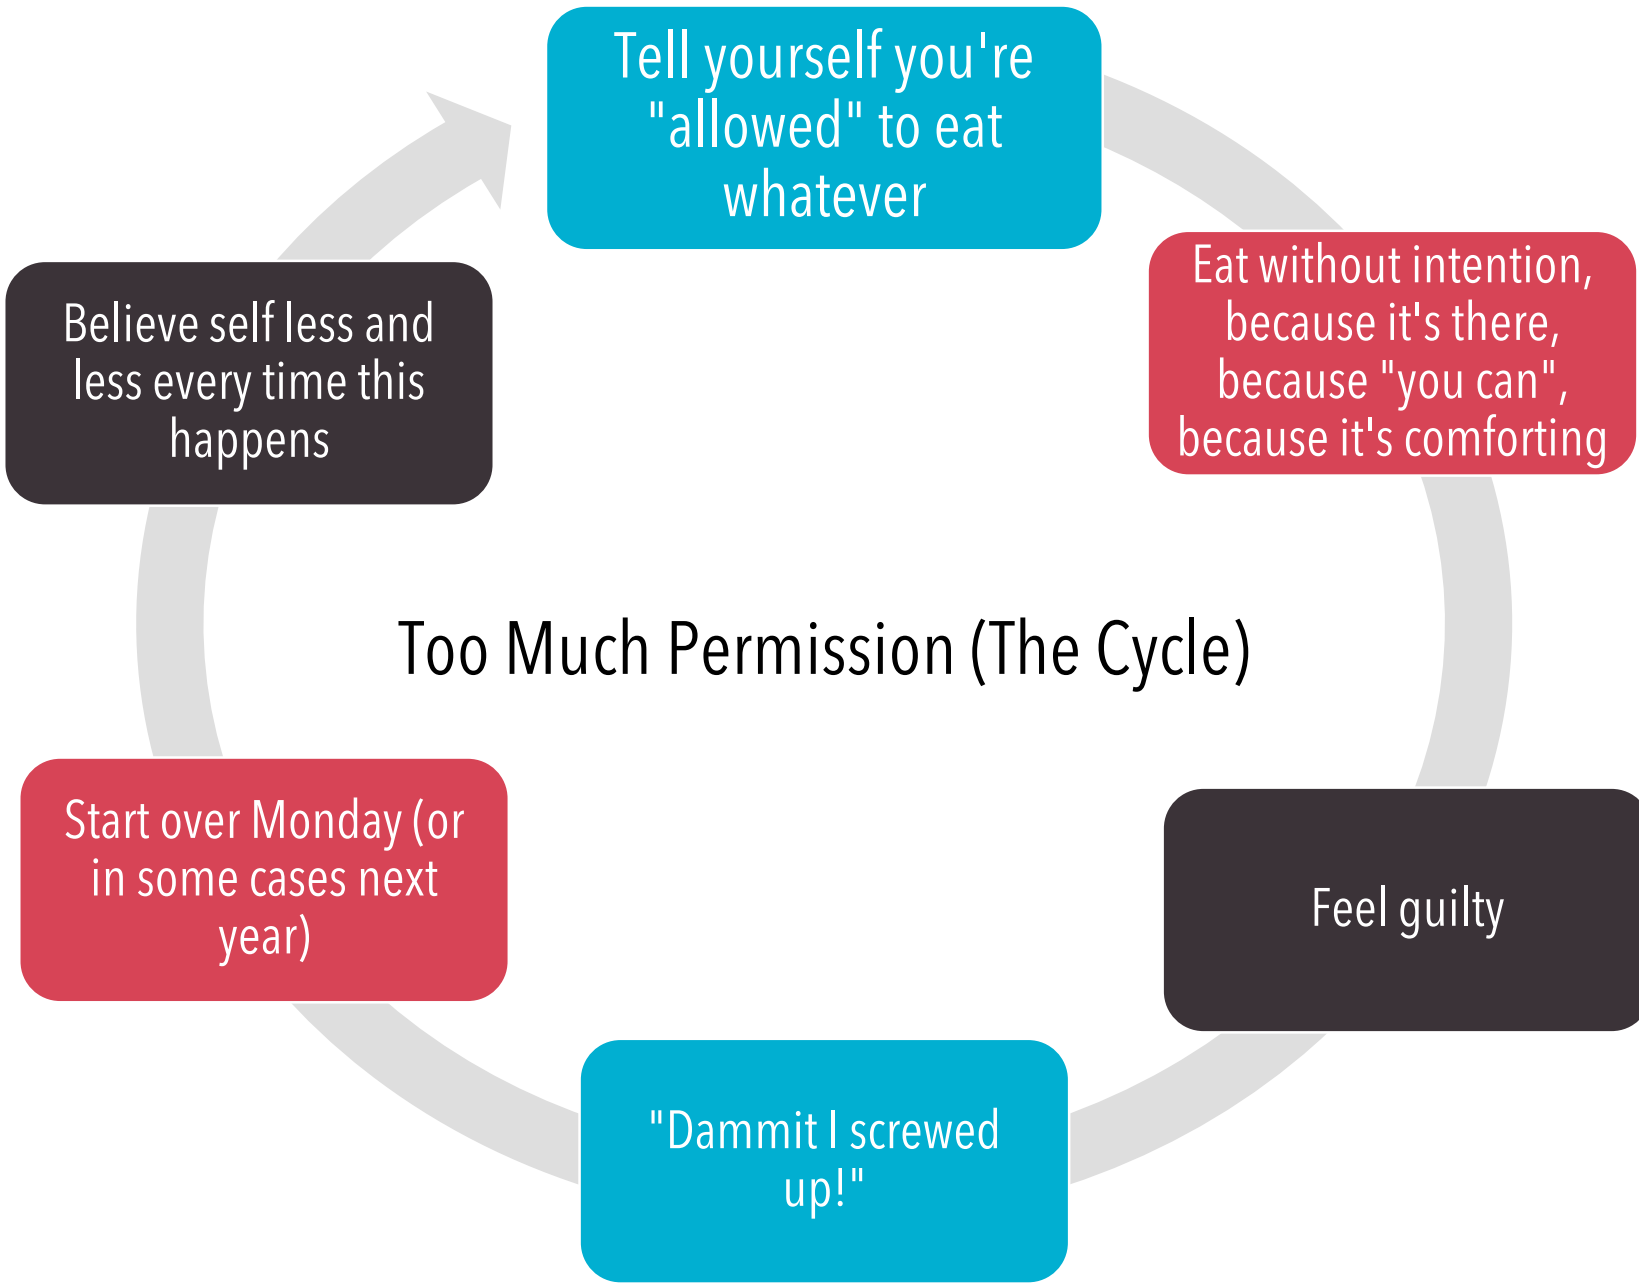 Tell yourself you're
"allowed" to eat
whatever
Eat without intention,
because it's there,
because "you can",
because it's comforting
Feel guilty
"Dammit I screwed
up!"
Start over Monday (or
in some cases next
year)
Believe self less and
less every time this
happens
Too Much Permission (The Cycle)